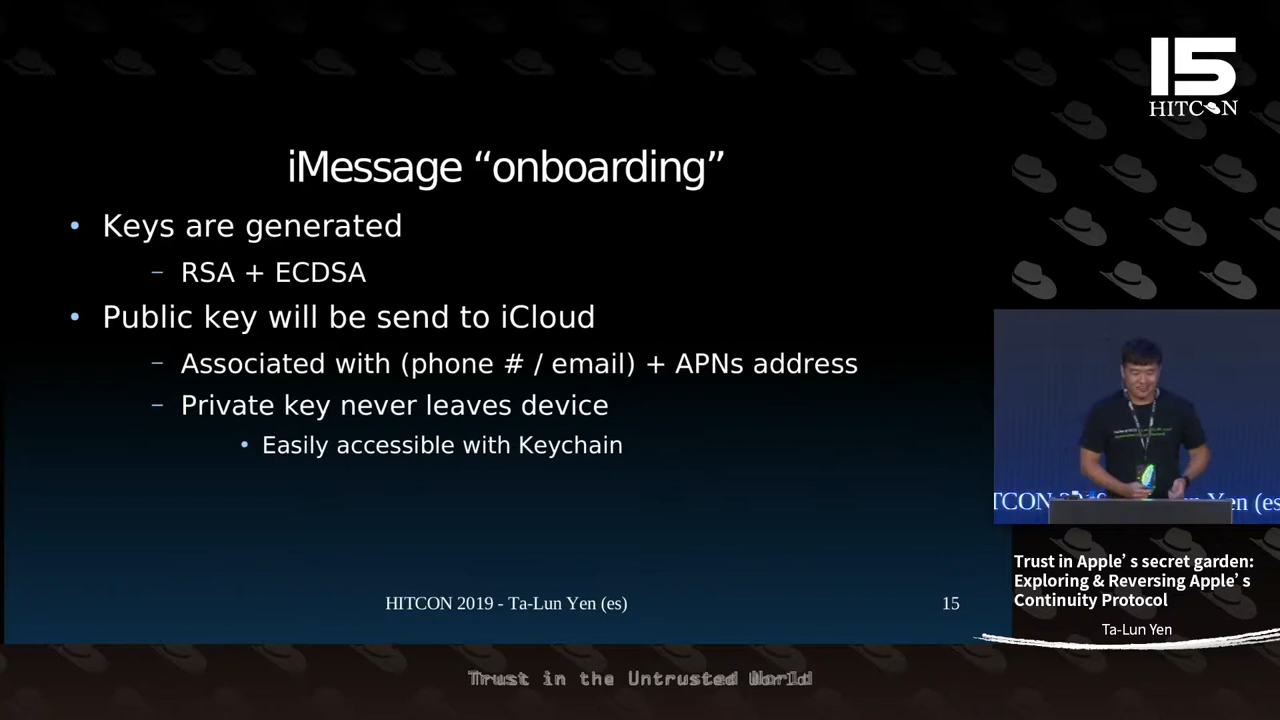 15
HITCON
iMessage “onboarding”
• Keys are generated
– RSA + ECDSA
• Public key will be send to iCloud
– Associated with (phone # / email) + APNs address
– Private key never leaves device
• Easily accessible with Keychain
HITCON 2019 - Ta-Lun Yen (es)
15
Trust in Apple’s secret garden:
Exploring & Reversing Apple’s
Continuity Protocol
Ta-Lun Yen
Trust in the Untrusted World